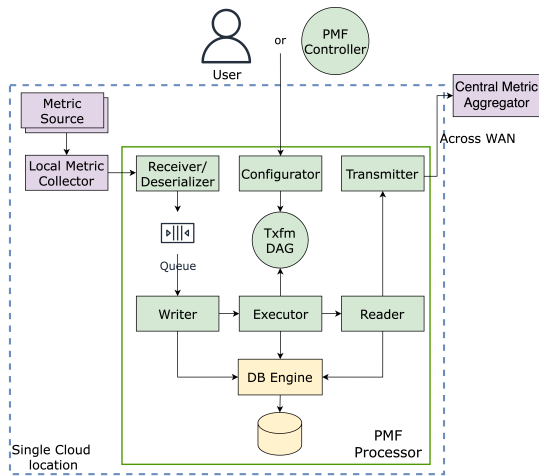 or
PMF
Controller
User
Metric
Source
Central Metric
Aggregator
Across WAN
Local Metric
Collector
Receiver/
Deserializer
Configurator
Transmitter
Txfm
DAG
Queue
Writer
Executor
Reader
DB Engine
Single Cloud
location
PMF
Processor